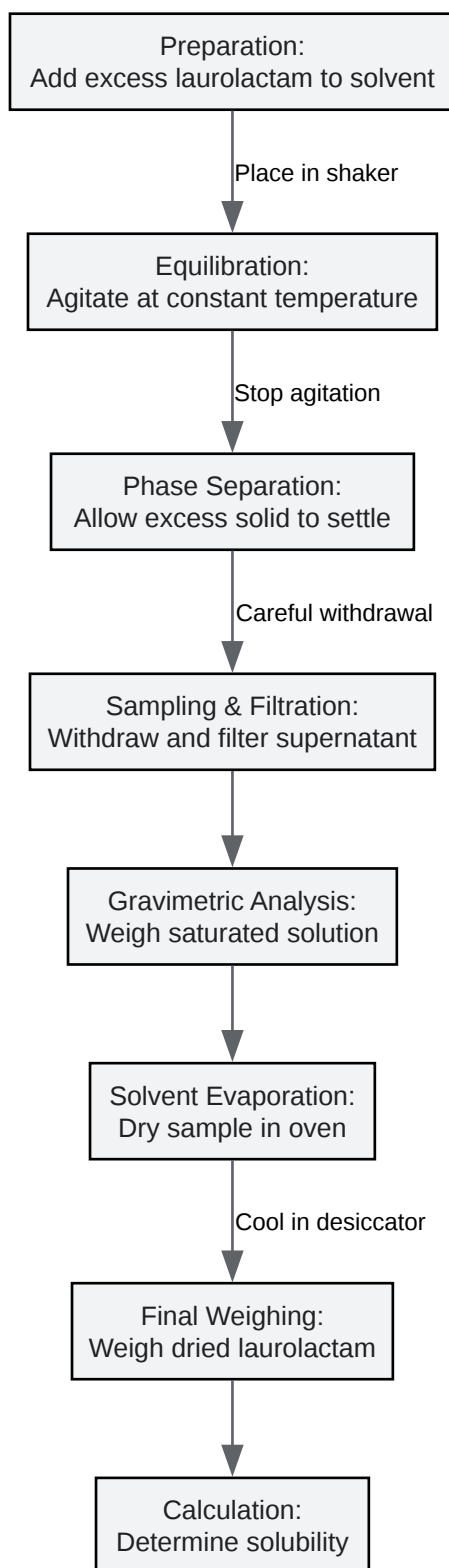 Preparation:
Add excess laurolactam to solvent
Place in shaker
Equilibration:
Agitate at constant temperature
Stop agitation
Phase Separation:
Allow excess solid to settle
Careful withdrawal
Sampling & Filtration:
Withdraw and filter supernatant
Gravimetric Analysis:
Weigh saturated solution
Solvent Evaporation:
Dry sample in oven
Cool in desiccator
Final Weighing:
Weigh dried laurolactam
Calculation:
Determine solubility